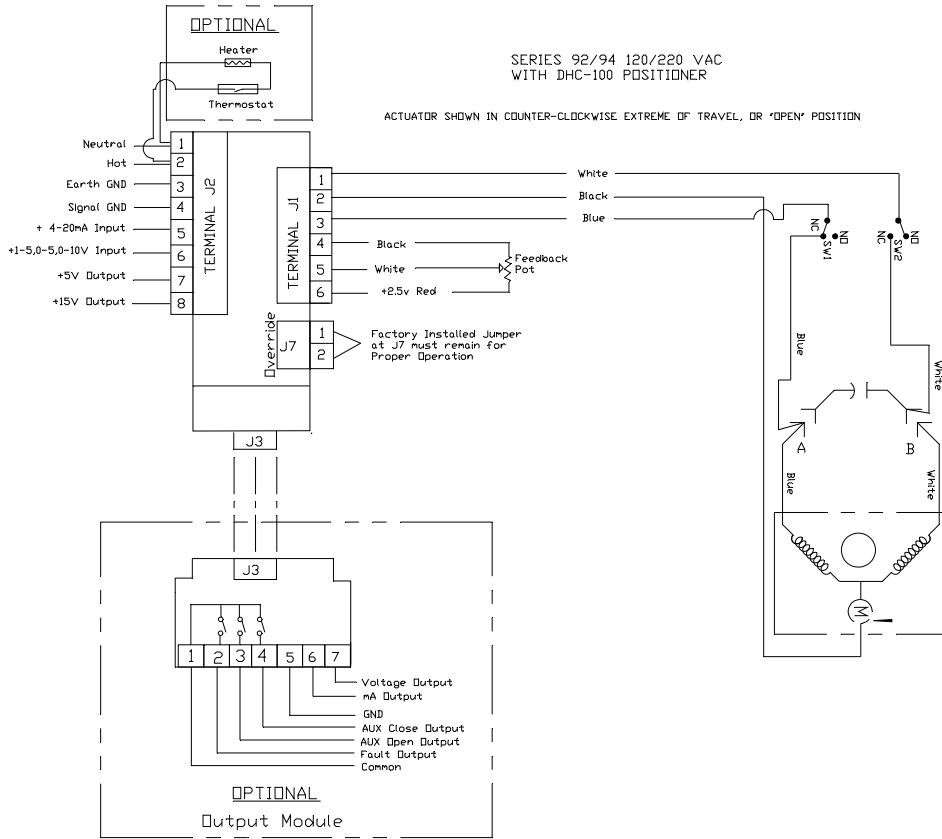 OPTIONAL
Heater
Thermostat
SERIES 92/94 120/220 VAC
WITH DHC-100 POSITIONER
ACTUATOR SHOWN IN COUNTER-CLOCKWISE EXTREME OF TRAVEL, OR "OPEN" POSITION
Neutral
Hot
Earth GND
Signal GND
+ 4-20mA Input
+1-5,0-5,0-10V Input
+5V Output
+15V Output
1
2
3
4
5
6
7
8
TERMINAL J2
TERMINAL J1
1
2
3
4
5
6
White
Black
Blue
Black
White
+2.5v Red
Feedback
Pot
NC
NO
SW1
NC
NO
SW2
Override
J7
1
2
Factory Installed Jumper
at J7 must remain for
Proper Operation
Blue
White
A
B
Blue
White
M
J3
J3
1
2
3
4
5
6
7
Voltage Output
mA Output
GND
AUX Close Output
AUX Open Output
Fault Output
Common
OPTIONAL
Output Module